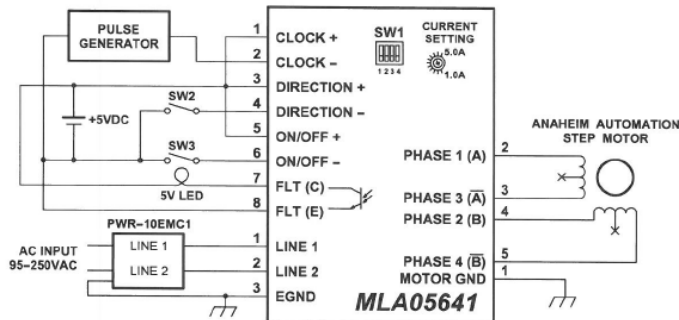 PULSE
GENERATOR
1 CLOCK +
2 CLOCK –
3 DIRECTION +
4 DIRECTION –
5 ON/OFF +
6 ON/OFF –
7 FLT (C)
8 FLT (E)
SW1
1 2 3 4
CURRENT
SETTING
5.0A
1.0A
+5VDC
SW2
SW3
5V LED
PWR-10EMC1
AC INPUT
95–250VAC
LINE 1
LINE 2
1 LINE 1
2 LINE 2
3 EGND
2 PHASE 1 (A)
3 PHASE 3 (A̅)
4 PHASE 2 (B)
5 PHASE 4 (B̅)
1 MOTOR GND
MLA05641
ANAHEIM AUTOMATION
STEP MOTOR